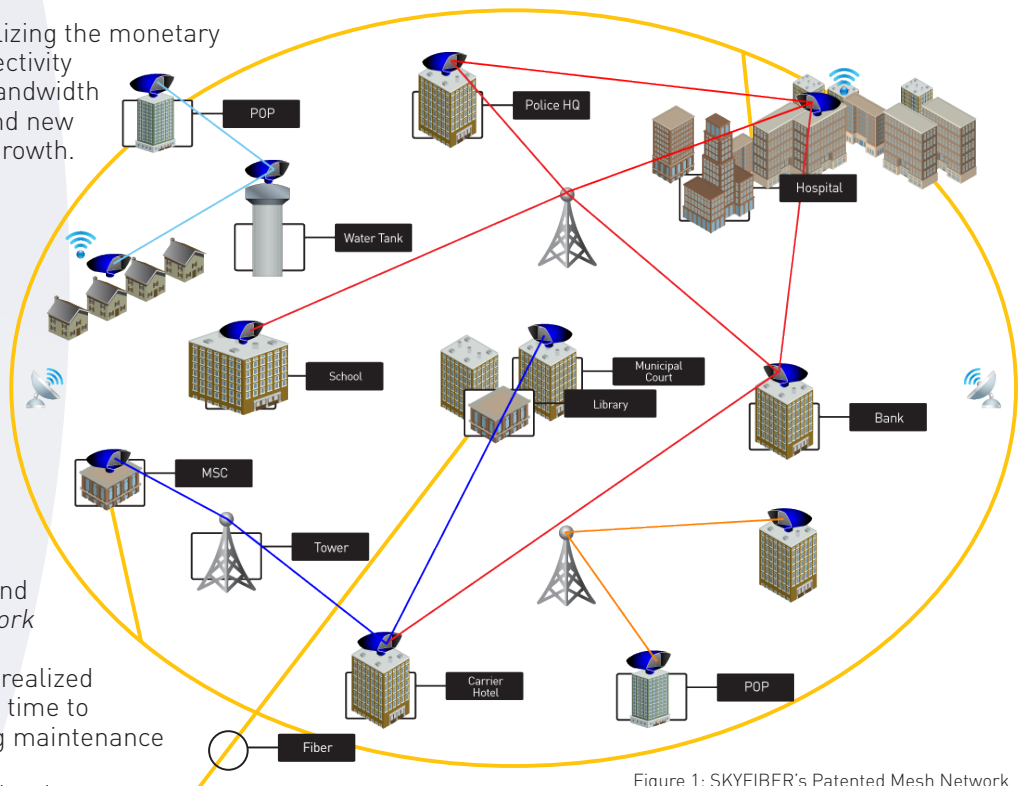 lizing the monetary
ectivity
andwidth
nd new
growth.
POP
Police HQ
Hospital
Water Tank
School
Municipal
Court
Library
Bank
MSC
Tower
Carrier
Hotel
POP
Fiber
nd
ork
realized
time to
g maintenance
Figure 1: SKYFIBER's Patented Mesh Network